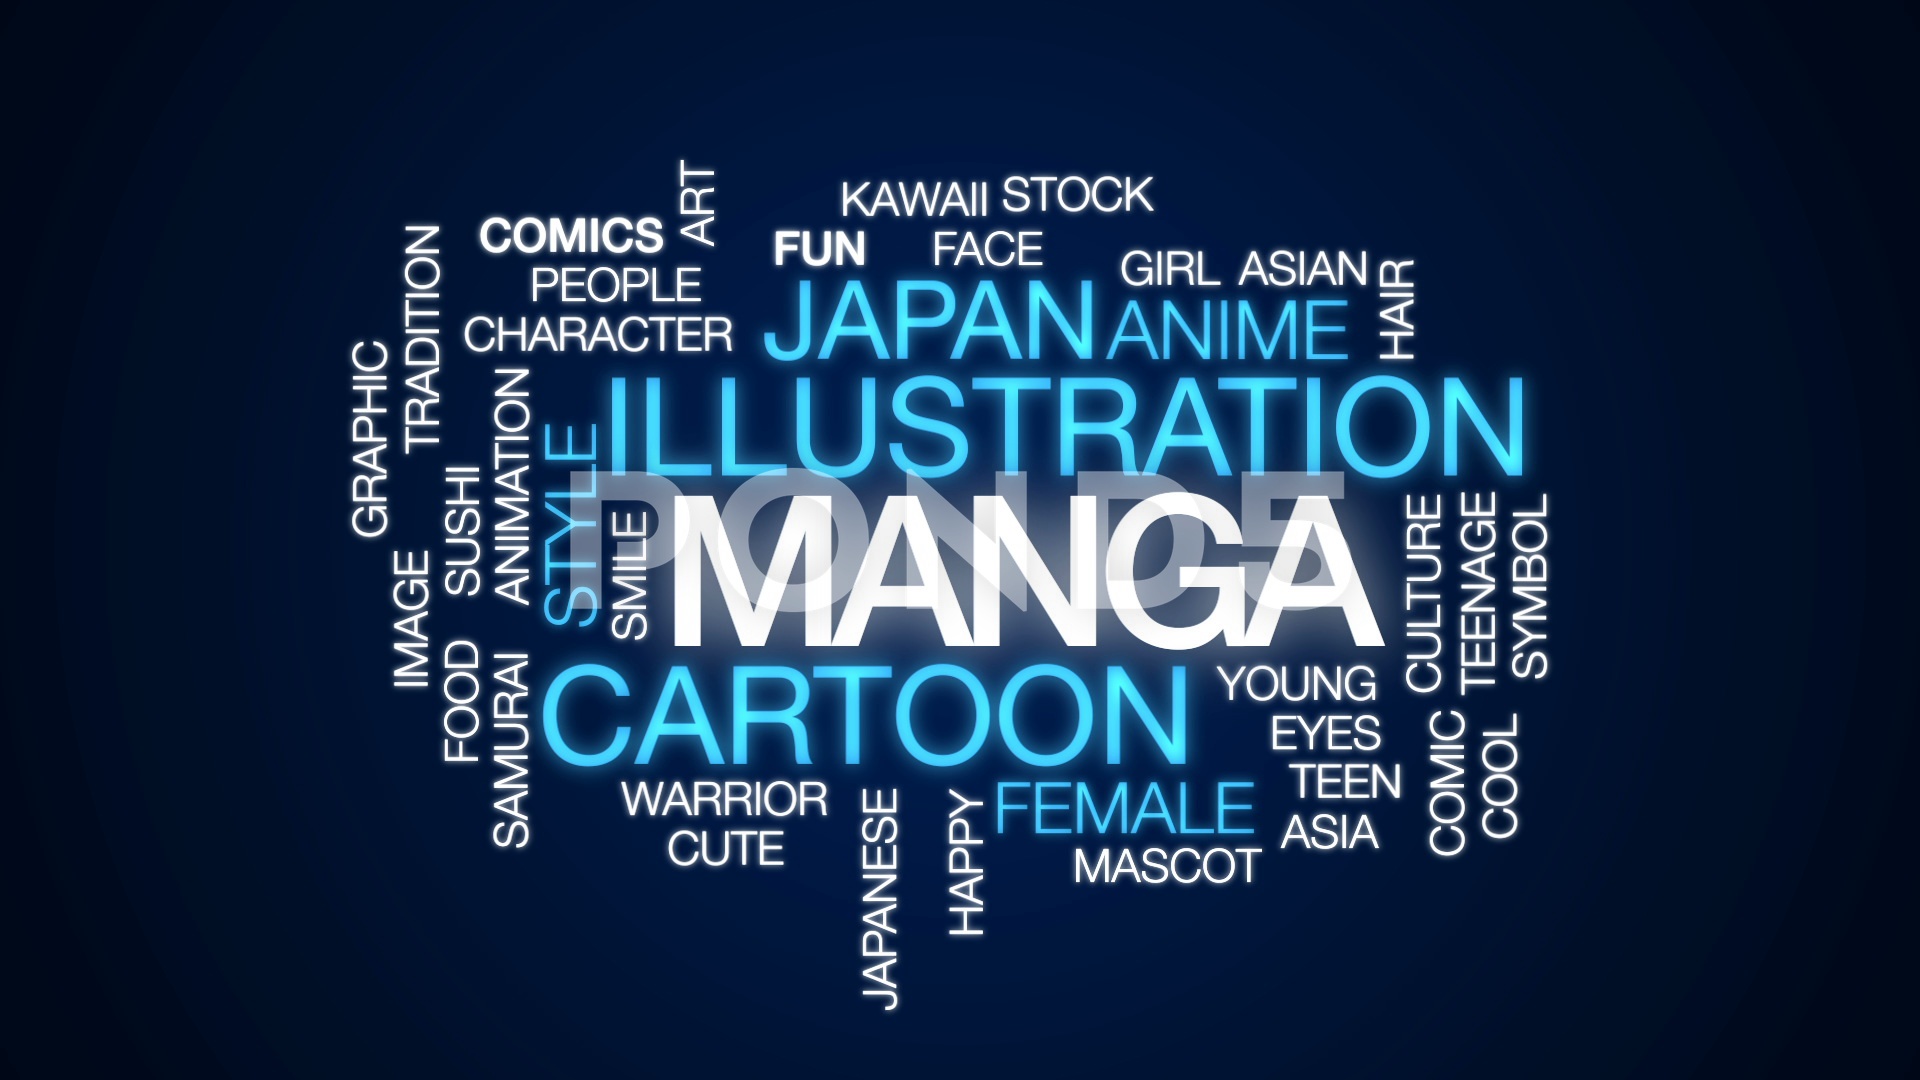 ART
KAWAII STOCK
COMICS
FUN
FACE
TRADITION
PEOPLE
GIRL ASIAN
HAIR
CHARACTER
JAPAN ANIME
GRAPHIC
ANIMATION
STYLE
ILLUSTRATION
SUSHI
SMILE
MANGA
POND5
CULTURE
TEENAGE
SYMBOL
IMAGE
FOOD
SAMURAI
CARTOON
YOUNG
EYES
COMIC
COOL
TEEN
WARRIOR
FEMALE
JAPANESE
HAPPY
ASIA
CUTE
MASCOT